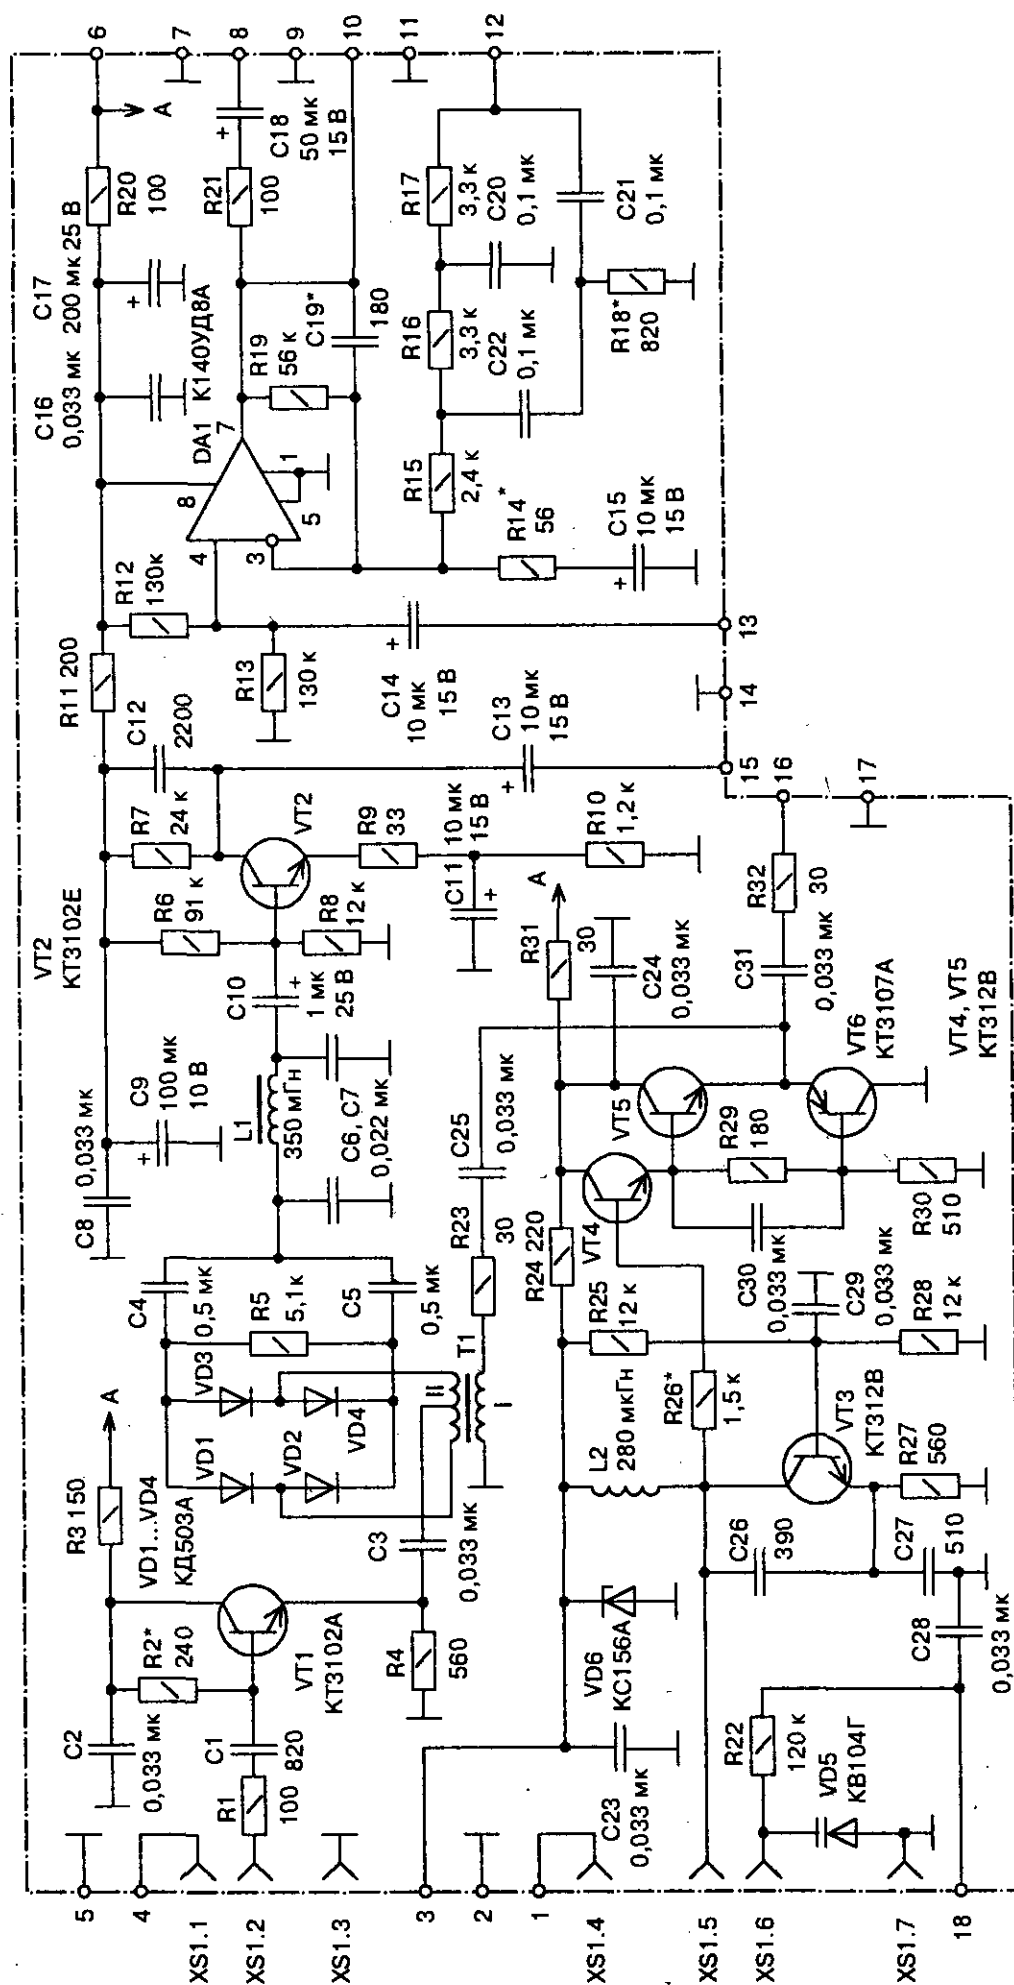 6
7
8
9
10
11
12
A
R20
100
C18
50 мк
15 В
R21
100
C17
200 мк 25 В
C16
0,033 мк
DA1 К140УД8А
7
8
1
4
3
5
R19
56 к
C19*
180
R17
3,3 к
C20
0,1 мк
C21
0,1 мк
R16
3,3 к
C22
0,1 мк
R18*
820
R15
2,4 к
R14*
56
C15
10 мк
15 В
R12
130к
R11 200
R13
130 к
C14
10 мк
15 В
13
14
15
16
17
C12
2200
C13
10 мк
15 В
R7
24 к
VT2
R9
33
C11
10 мк
15 В
R10
1,2 к
VT2
КТ3102Е
R6
91 к
R8
12 к
C10
1 мк
25 В
C9
100 мк
10 В
C8
0,033 мк
L1
350 мГн
C6, C7
0,022 мк
A
R31
30
C24
0,033 мк
R32
30
C31
0,033 мк
VT6
КТ3107А
VT4, VT5
КТ312В
VT5
R29
180
C25
0,033 мк
R23
30
R24 220
VT4
R30
510
C30
0,033 мк
C29
0,033 мк
R25
12 к
R28
12 к
C4
0,5 мк
R5
5,1к
C5
0,5 мк
VD3
VD4
VD1
VD2
T1
II
I
A
R3 150
VD1...VD4
КД503А
C3
0,033 мк
R26*
1,5 к
VT3
КТ312В
L2
280 мкГн
R27
560
C26
390
C27
510
C28
0,033 мк
R2*
240
VT1
КТ3102А
R4
560
C2
0,033 мк
C1
820
R1
100
VD6
КС156А
C23
0,033 мк
R22
120 к
VD5
КВ104Г
5
4
XS1.1
XS1.2
XS1.3
3
2
1
XS1.4
XS1.5
XS1.6
XS1.7
18